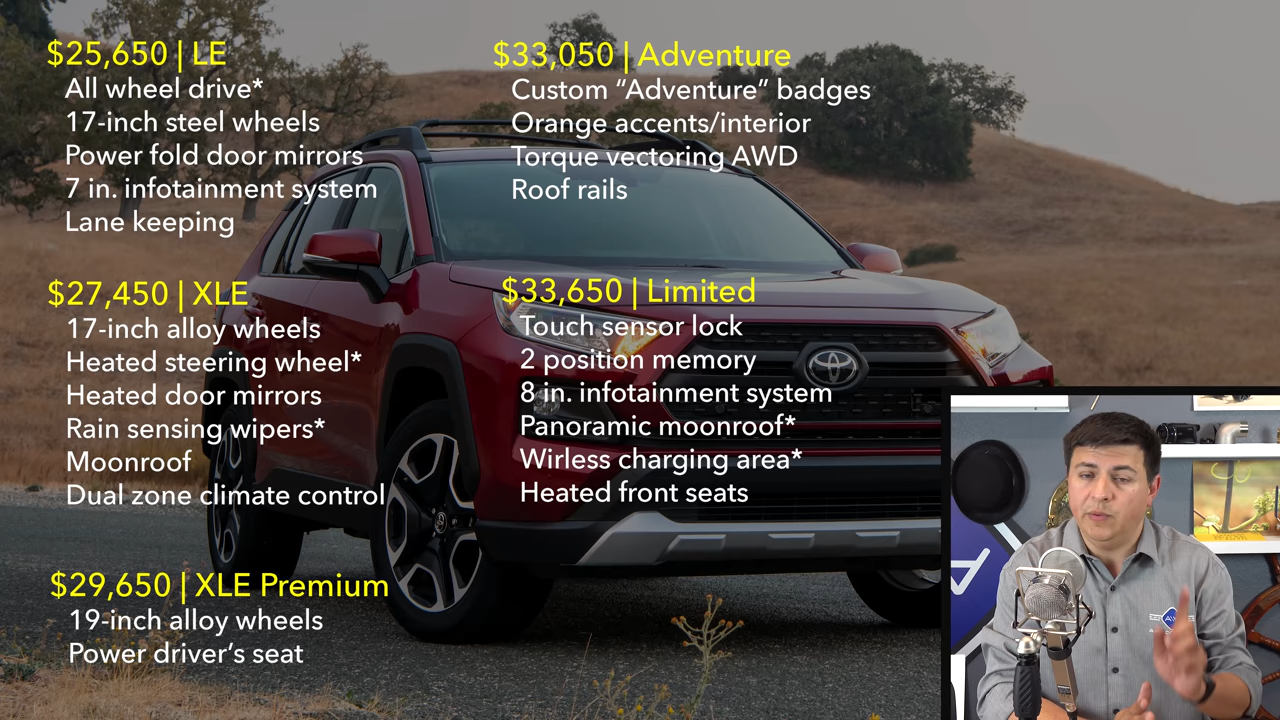 $25,650 | LE
All wheel drive*
17-inch steel wheels
Power fold door mirrors
7 in. infotainment system
Lane keeping
$27,450 | XLE
17-inch alloy wheels
Heated steering wheel*
Heated door mirrors
Rain sensing wipers*
Moonroof
Dual zone climate control
$29,650 | XLE Premium
19-inch alloy wheels
Power driver’s seat
$33,050 | Adventure
Custom “Adventure” badges
Orange accents/interior
Torque vectoring AWD
Roof rails
$33,650 | Limited
Touch sensor lock
2 position memory
8 in. infotainment system
Panoramic moonroof*
Wirless charging area*
Heated front seats